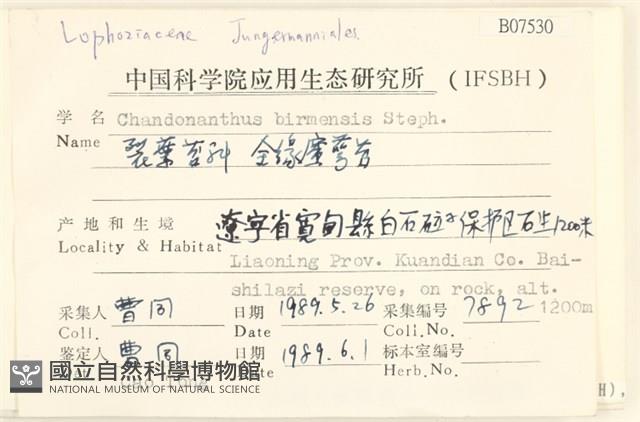 Lophoziaceae Jungermanniales.
B07530
中国科学院应用生态研究所 (IFSBH)
学名 Chandonanthus birmensis Steph.
Name 裂葉苔科 全缘廣萼苔
产地和生境 遼宁省寛甸縣白石砬子保护区石生1200米
Locality & Habitat Liaoning Prov. Kuandian Co. Bai-
shilazi reserve, on rock, alt.
采集人 曹同 日期 1989.5.26 采集编号 7892 1200m
Coll. Date Coll.No.
鉴定人 曹同 日期 1989.6.1 标本室编号
Date Herb.No.
國立自然科學博物館
NATIONAL MUSEUM OF NATURAL SCIENCE
H),